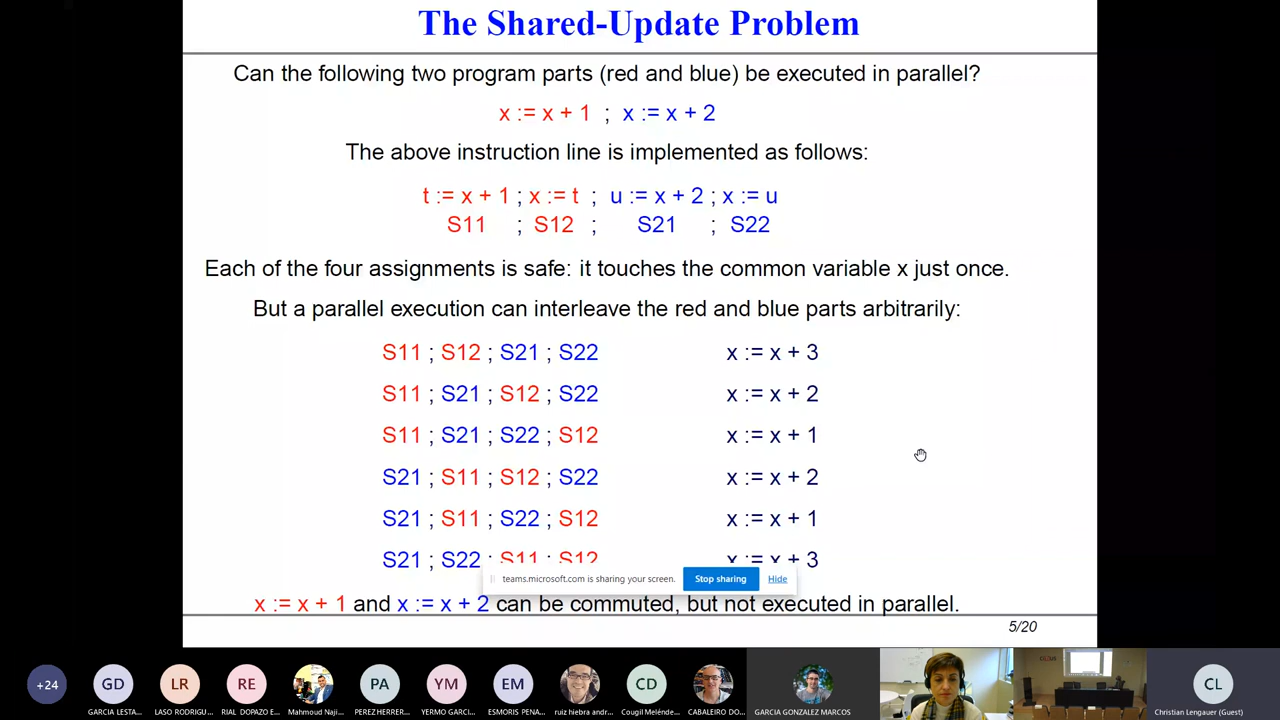 The Shared-Update Problem
Can the following two program parts (red and blue) be executed in parallel?
x := x + 1 ; x := x + 2
The above instruction line is implemented as follows:
t := x + 1 ; x := t ; u := x + 2 ; x := u
S11 ; S12 ; S21 ; S22
Each of the four assignments is safe: it touches the common variable x just once.
But a parallel execution can interleave the red and blue parts arbitrarily:
S11 ; S12 ; S21 ; S22 x := x + 3
S11 ; S21 ; S12 ; S22 x := x + 2
S11 ; S21 ; S22 ; S12 x := x + 1
S21 ; S11 ; S12 ; S22 x := x + 2
S21 ; S11 ; S22 ; S12 x := x + 1
S21 ; S22 ; S11 ; S12 x := x + 3
teams.microsoft.com is sharing your screen. Stop sharing Hide
x := x + 1 and x := x + 2 can be commuted, but not executed in parallel.
5/20
+24 GD LR RE PA YM EM CD CL
GARCIA LESTA... LASO RODRIGU... RIAL DOPAZO E... Mahmoud Naji... PEREZ HERRER... YERMO GARCI... ESMORIS PENA... ruiz hiebra andr... Cougil Melénde... CABALEIRO DO... GARCIA GONZALEZ MARCOS Christian Lengauer (Guest)